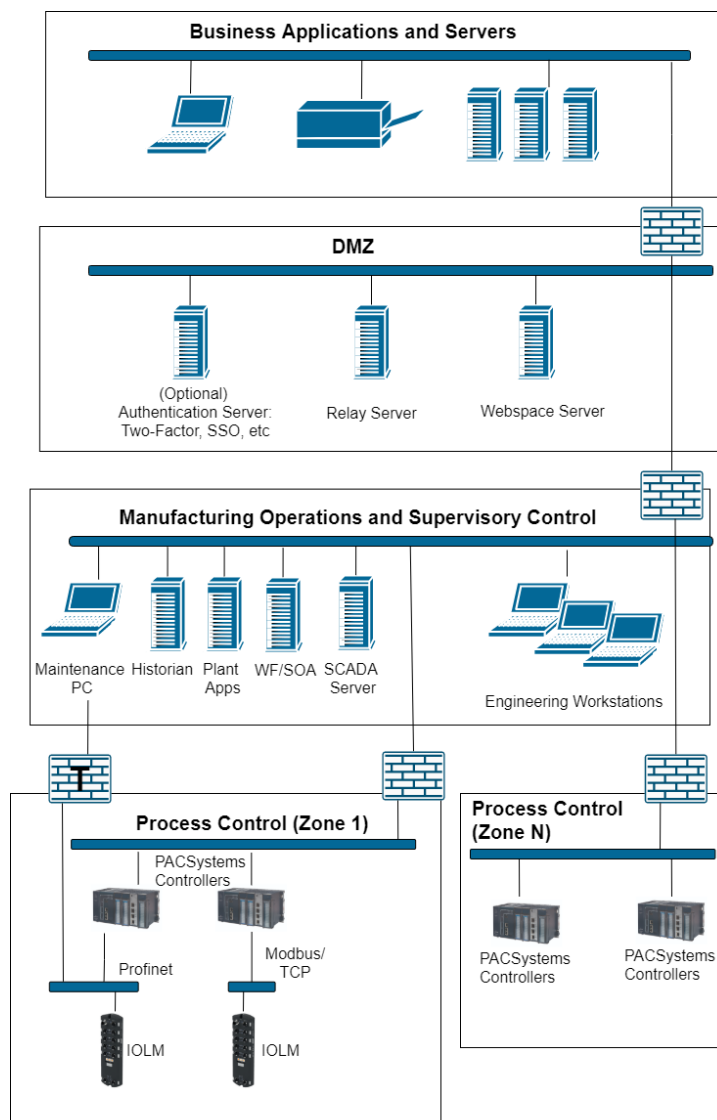 Business Applications and Servers
DMZ
(Optional)
Authentication Server:
Two-Factor, SSO, etc
Relay Server
Webspace Server
Manufacturing Operations and Supervisory Control
Maintenance
PC
Historian
Plant
Apps
WF/SOA
SCADA
Server
Engineering Workstations
T
Process Control (Zone 1)
PACSystems
Controllers
Profinet
Modbus/
TCP
IOLM
IOLM
Process Control
(Zone N)
PACSystems
Controllers
PACSystems
Controllers